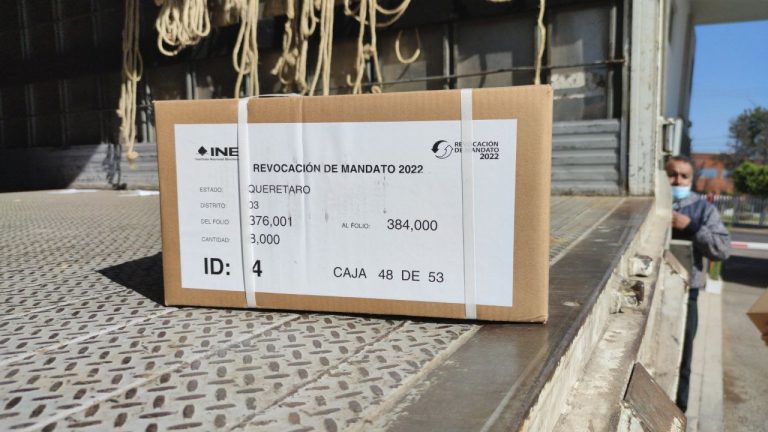 INE
REVOCACIÓN
DE MANDATO
2022
REVOCACIÓN DE MANDATO 2022
ESTADO: QUERETARO
DISTRITO: 03
DEL FOLIO: 376,001 AL FOLIO: 384,000
CANTIDAD: 8,000
ID: 4 CAJA 48 DE 53